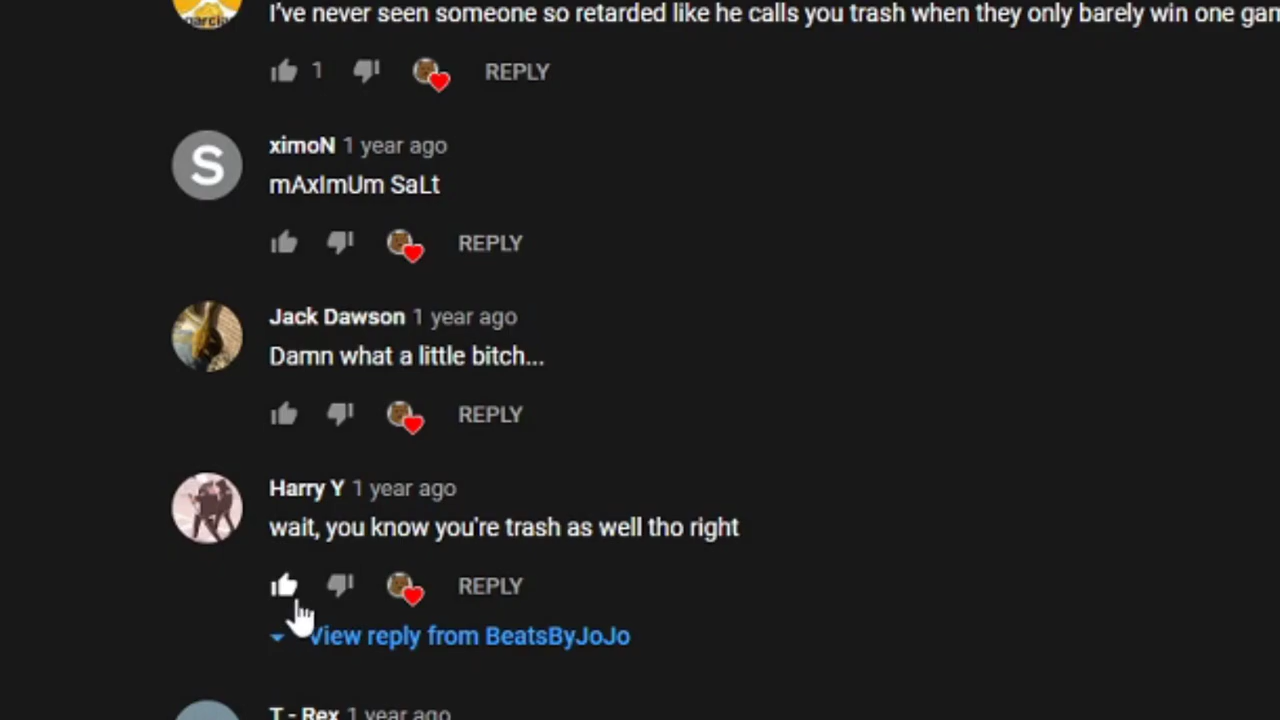 garcia
I've never seen someone so retarded like he calls you trash when they only barely win one gam
1 REPLY
S
ximoN 1 year ago
mAxImUm SaLt
REPLY
Jack Dawson 1 year ago
Damn what a little bitch...
REPLY
Harry Y 1 year ago
wait, you know you're trash as well tho right
REPLY
View reply from BeatsByJoJo
T - Rex 1 year ago